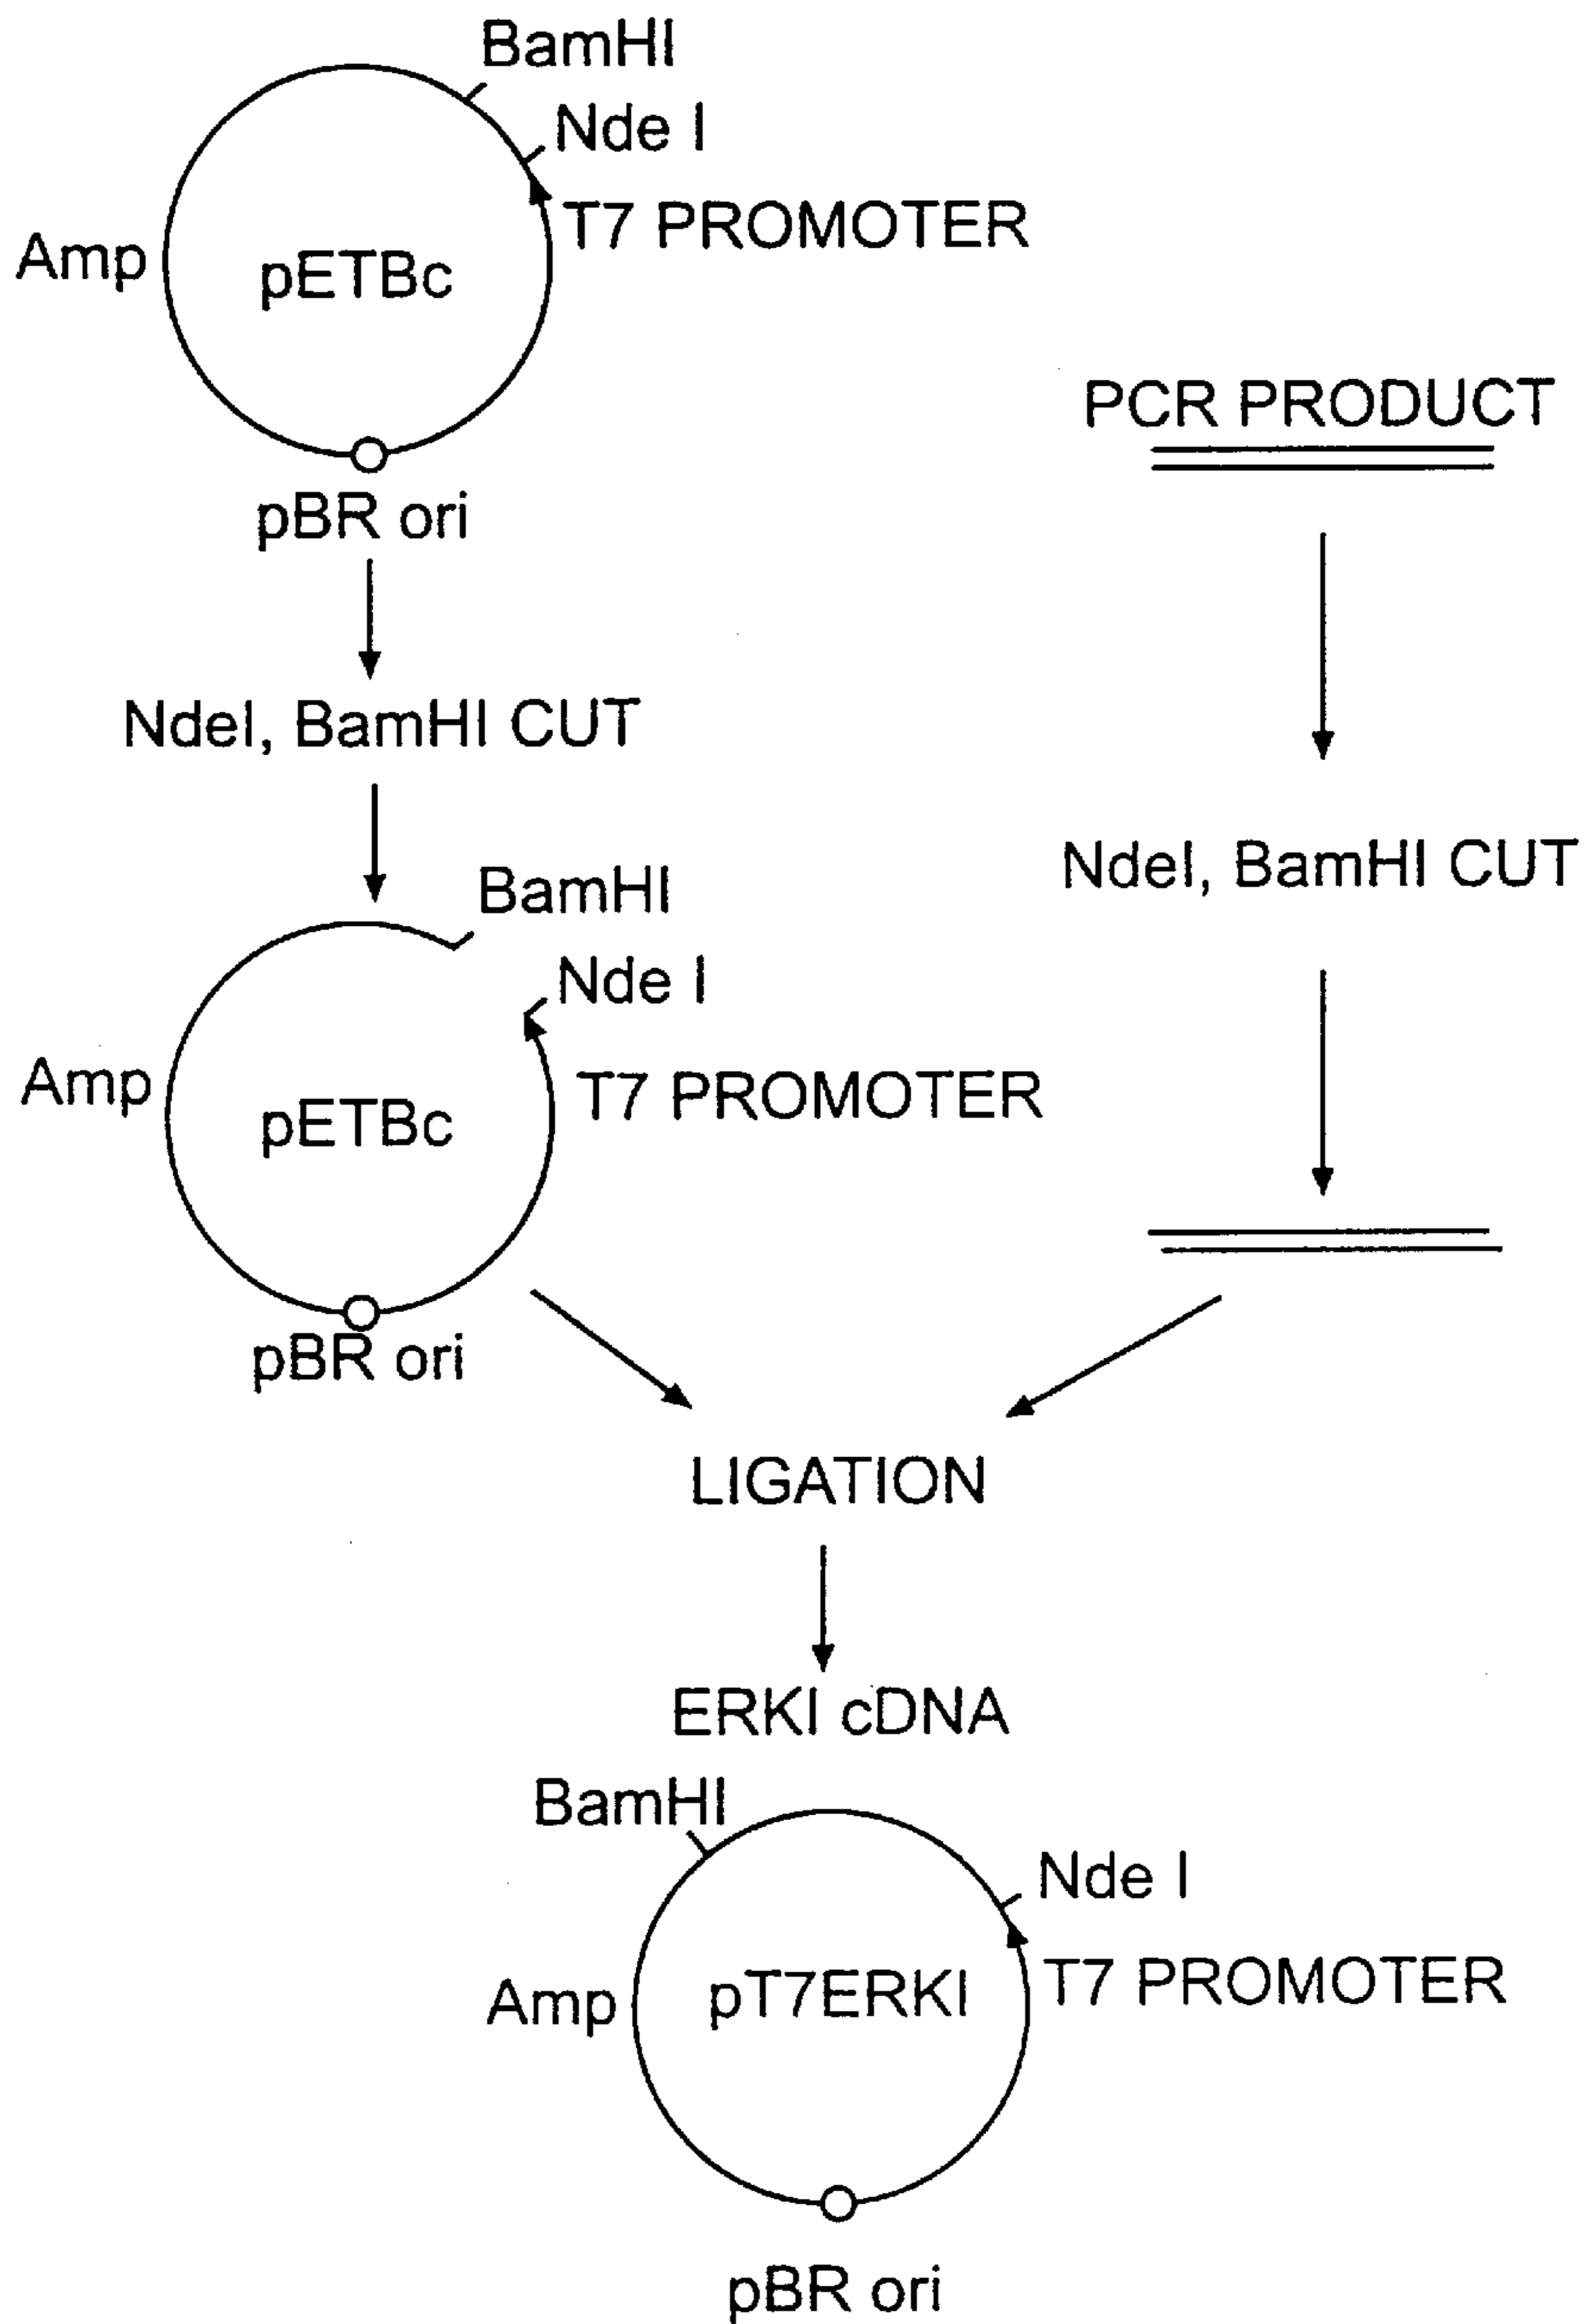 BamHI
Nde I
T7 PROMOTER
Amp
pETBc
pBR ori
PCR PRODUCT
NdeI, BamHI CUT
NdeI, BamHI CUT
BamHI
Nde I
T7 PROMOTER
Amp
pETBc
pBR ori
LIGATION
ERKI cDNA
BamHI
Nde I
T7 PROMOTER
Amp
pT7ERKI
pBR ori